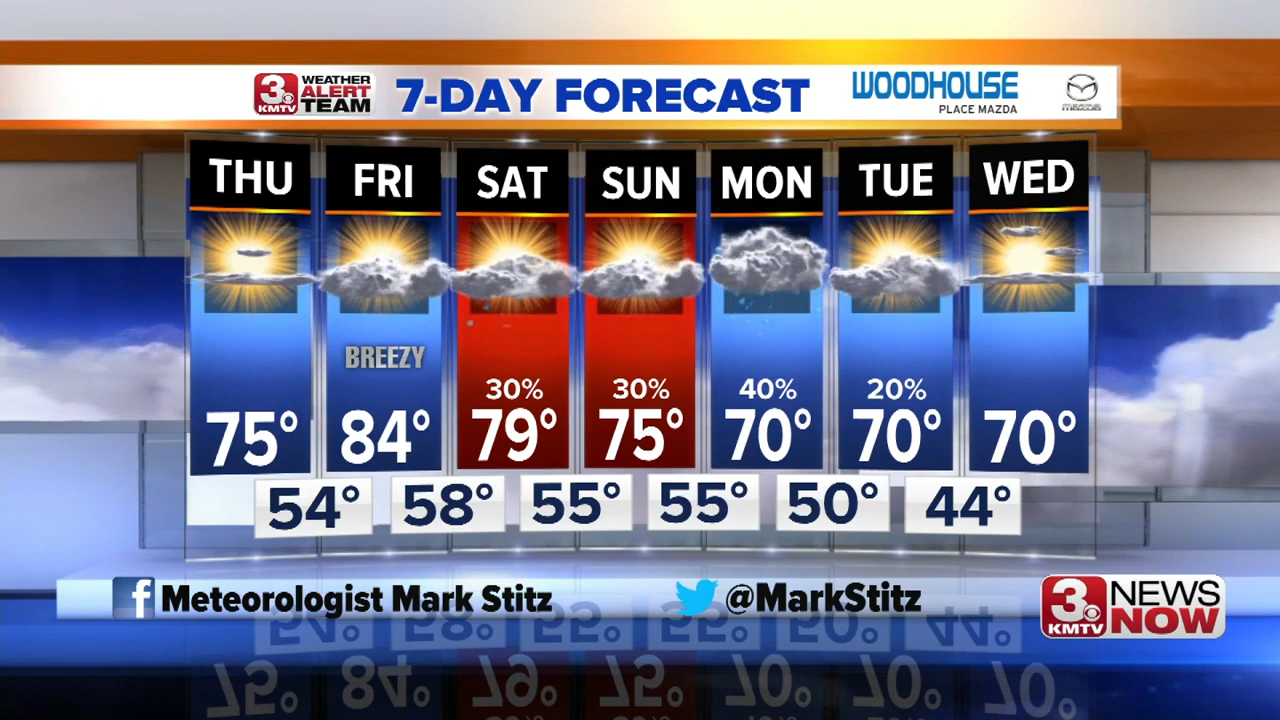 3 KMTV WEATHER ALERT TEAM
7-DAY FORECAST
WOODHOUSE
PLACE MAZDA
mazda
THU FRI SAT SUN MON TUE WED
BREEZY
30% 30% 40% 20%
75° 84° 79° 75° 70° 70° 70°
54° 58° 55° 55° 50° 44°
f Meteorologist Mark Stitz @MarkStitz
3 KMTV NEWS NOW